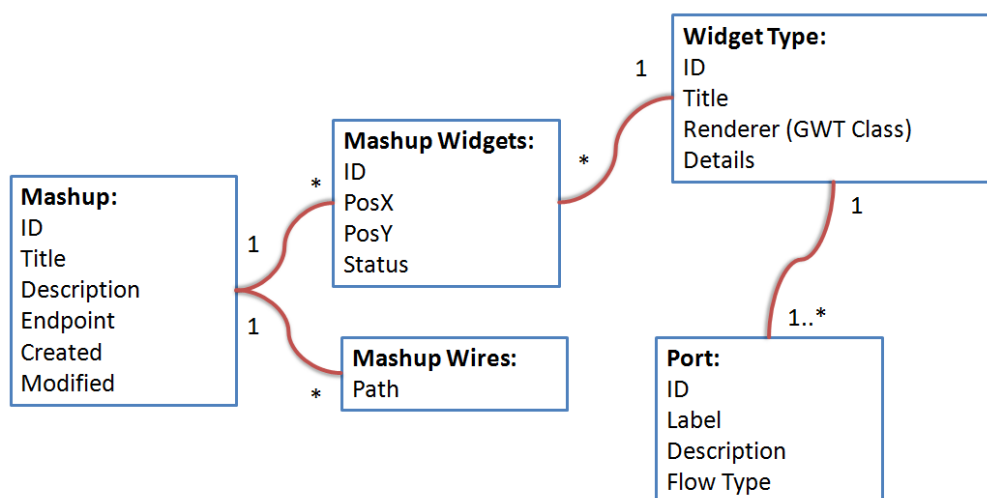 Widget Type:
ID
Title
Renderer (GWT Class)
Details
1
*
Mashup Widgets:
ID
PosX
PosY
Status
*
1
Mashup:
ID
Title
Description
Endpoint
Created
Modified
1
*
Mashup Wires:
Path
1
1..*
Port:
ID
Label
Description
Flow Type